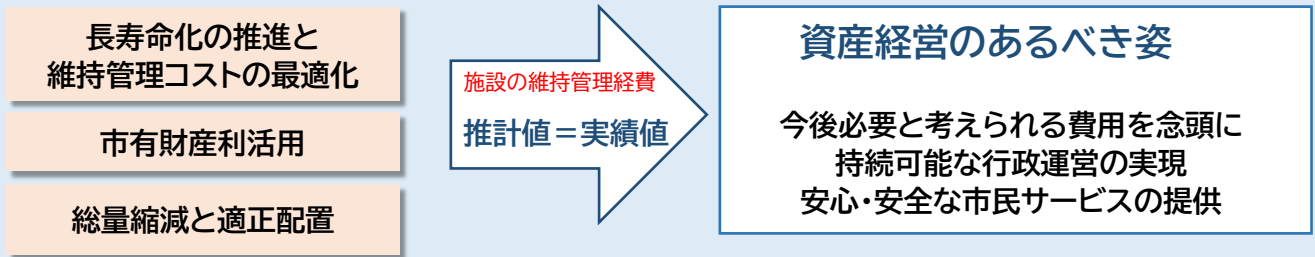 長寿命化の推進と
維持管理コストの最適化
市有財産利活用
総量縮減と適正配置
施設の維持管理経費
推計値＝実績値
資産経営のあるべき姿
今後必要と考えられる費用を念頭に
持続可能な行政運営の実現
安心・安全な市民サービスの提供